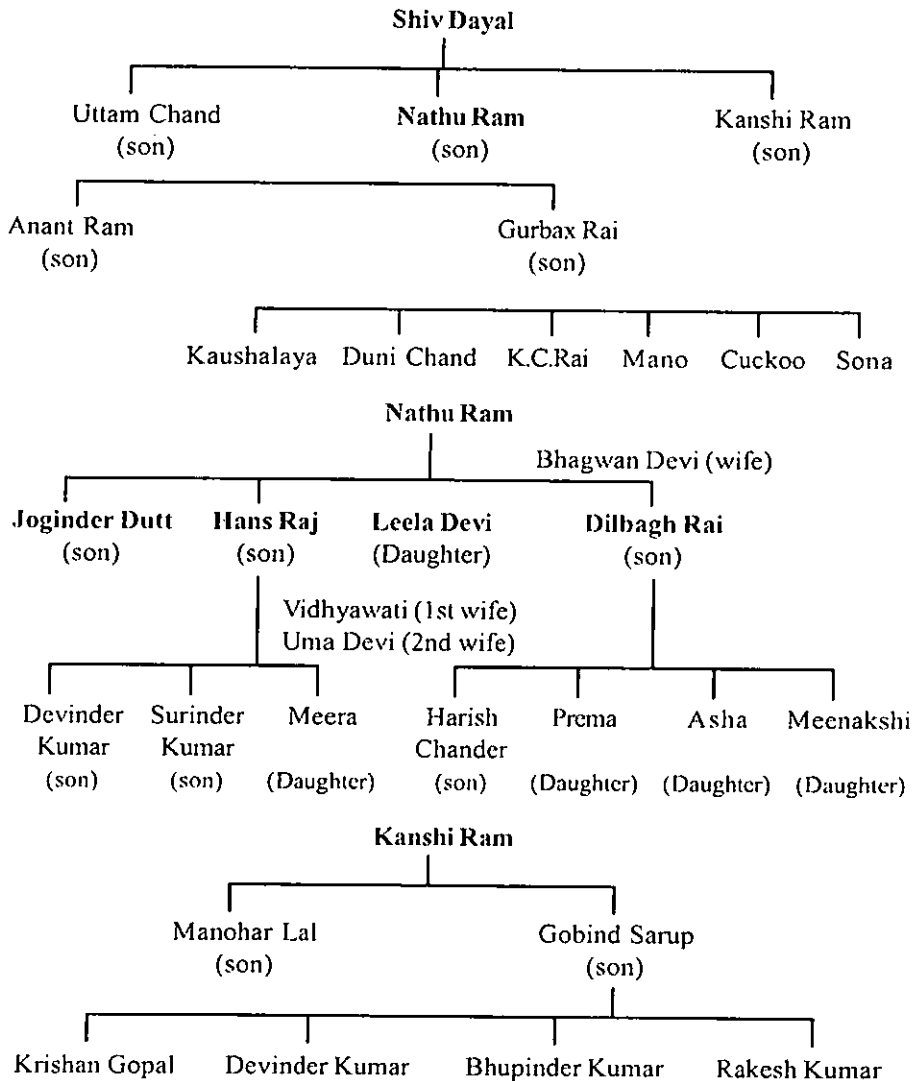 Shiv Dayal
Uttam Chand Nathu Ram Kanshi Ram
(son) (son) (son)
Anant Ram Gurbax Rai
(son) (son)
Kaushalaya Duni Chand K.C.Rai Mano Cuckoo Sona
Nathu Ram
Bhagwan Devi (wife)
Joginder Dutt Hans Raj Leela Devi Dilbagh Rai
(son) (son) (Daughter) (son)
Vidhyawati (1st wife)
Uma Devi (2nd wife)
Devinder Surinder Meera Harish Prema Asha Meenakshi
Kumar Kumar Chander
(son) (son) (Daughter) (son) (Daughter) (Daughter) (Daughter)
Kanshi Ram
Manohar Lal Gobind Sarup
(son) (son)
Krishan Gopal Devinder Kumar Bhupinder Kumar Rakesh Kumar